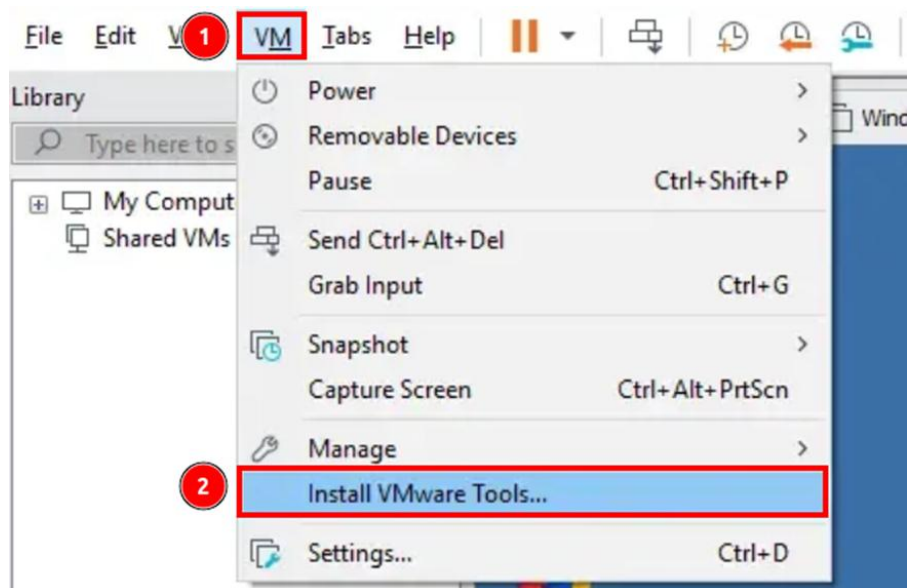 File Edit V 1 VM Tabs Help
Library
Type here to s
My Comput
Shared VMs
Wind
Power
Removable Devices
Pause Ctrl+Shift+P
Send Ctrl+Alt+Del
Grab Input Ctrl+G
Snapshot
Capture Screen Ctrl+Alt+PrtScn
Manage
2 Install VMware Tools...
Settings... Ctrl+D